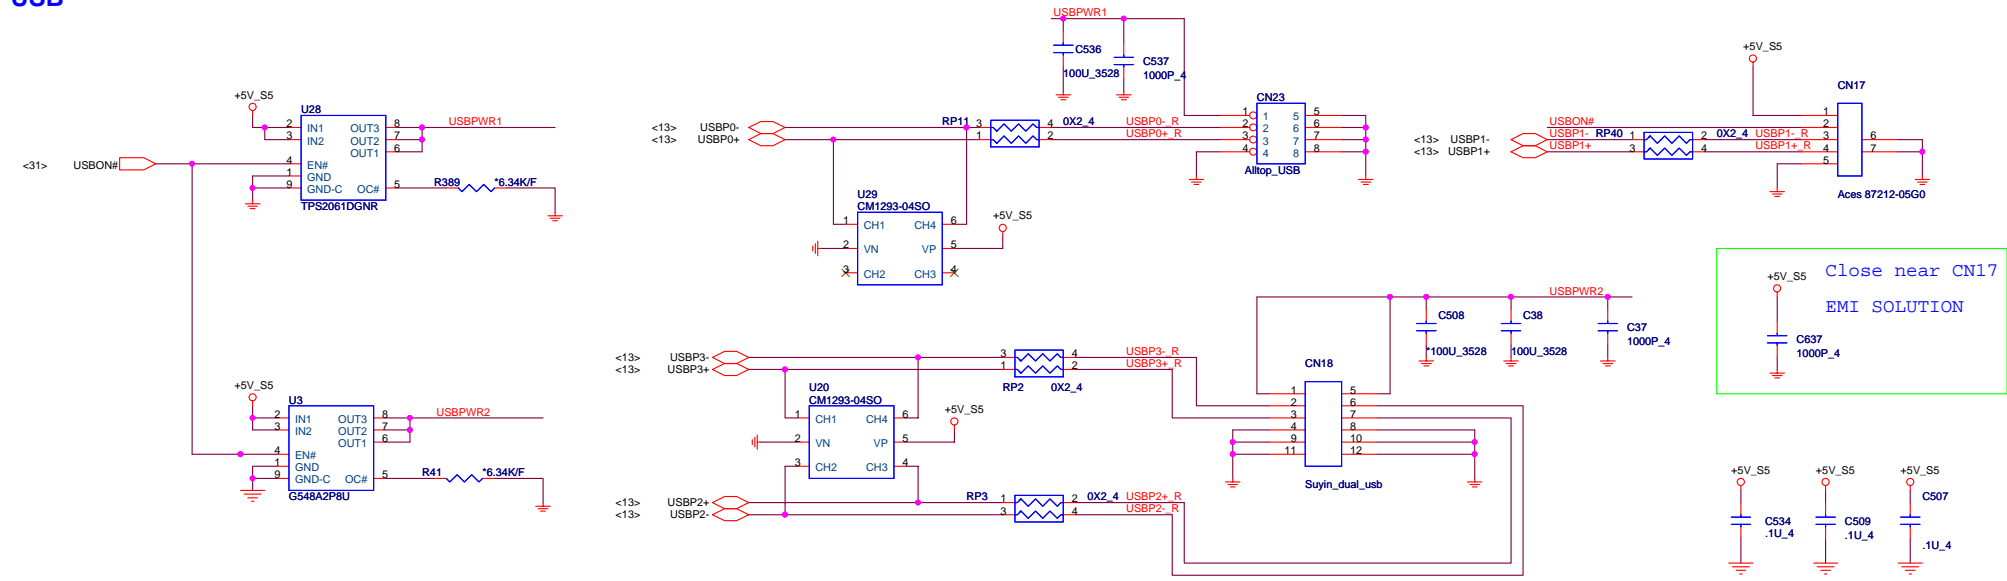 USB
<31> USBON#
+5V_S5
U28
2 IN1 OUT3 8 USBPWR1
3 IN2 OUT2 7
OUT1 6
4 EN#
1 GND
9 GND-C OC# 5 R389 *6.34K/F
TPS2061DGNR
+5V_S5
U3
2 IN1 OUT3 8 USBPWR2
3 IN2 OUT2 7
OUT1 6
4 EN#
1 GND
9 GND-C OC# 5 R41 *6.34K/F
G548A2P8U
USBPWR1
C536
100U_3528
C537
1000P_4
<13> USBP0- RP11 3 4 0X2_4 USBP0-_R
<13> USBP0+ 1 2 USBP0+_R
CN23
1 1 5 5
2 2 6 6
3 3 7 7
4 4 8 8
Alltop_USB
U29
CM1293-04SO
1 CH1 CH4 6
2 VN VP 5
3 CH2 CH3 4
+5V_S5
<13> USBP3- 3 4 USBP3-_R
<13> USBP3+ 1 2 USBP3+_R
RP2 0X2_4
U20
CM1293-04SO
1 CH1 CH4 6
2 VN VP 5
3 CH2 CH3 4
+5V_S5
<13> USBP2+ RP3 1 2 0X2_4 USBP2+_R
<13> USBP2- 3 4 USBP2-_R
USBPWR2
C508
*100U_3528
C38
100U_3528
C37
1000P_4
CN18
1 5
2 6
3 7
4 8
9 10
11 12
Suyin_dual_usb
+5V_S5
CN17
1
USBON# 2
<13> USBP1- USBP1- RP40 1 2 0X2_4 USBP1-_R 3 6
<13> USBP1+ USBP1+ 3 4 USBP1+_R 4 7
5
Aces 87212-05G0
+5V_S5
Close near CN17
EMI SOLUTION
C637
1000P_4
+5V_S5 +5V_S5 +5V_S5
C534
.1U_4
C509
.1U_4
C507
.1U_4